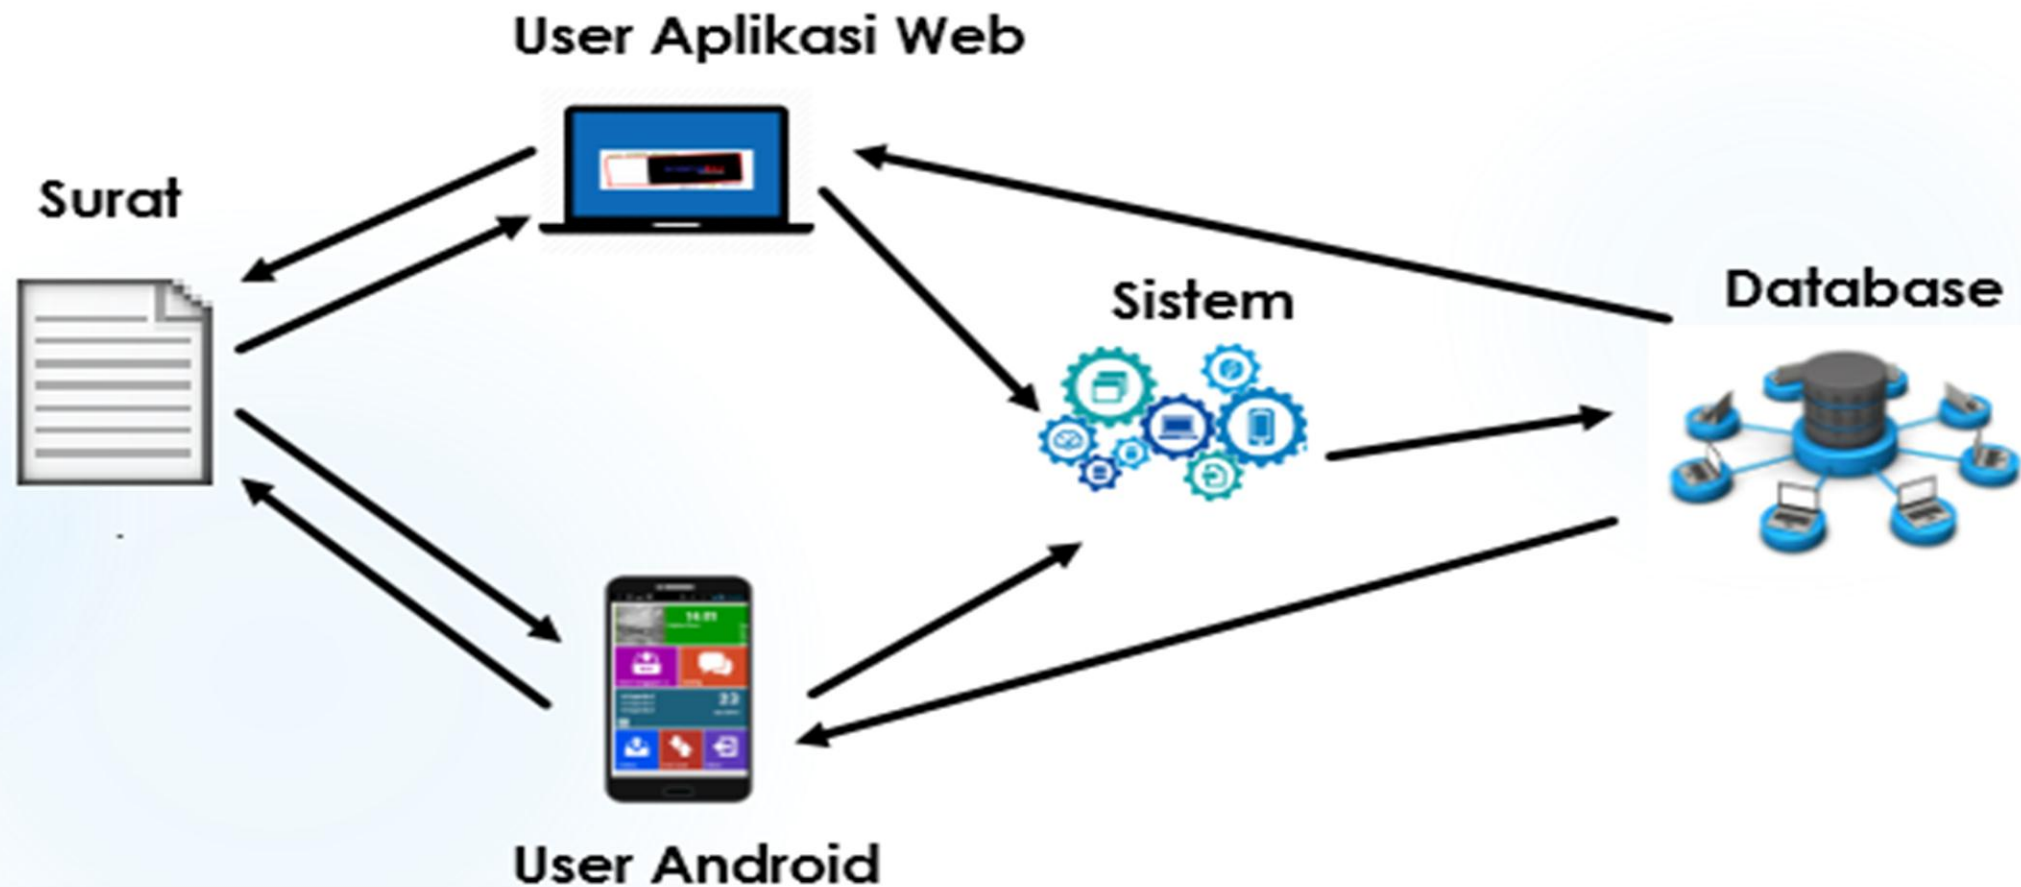 User Aplikasi Web
Surat
Sistem
Database
User Android